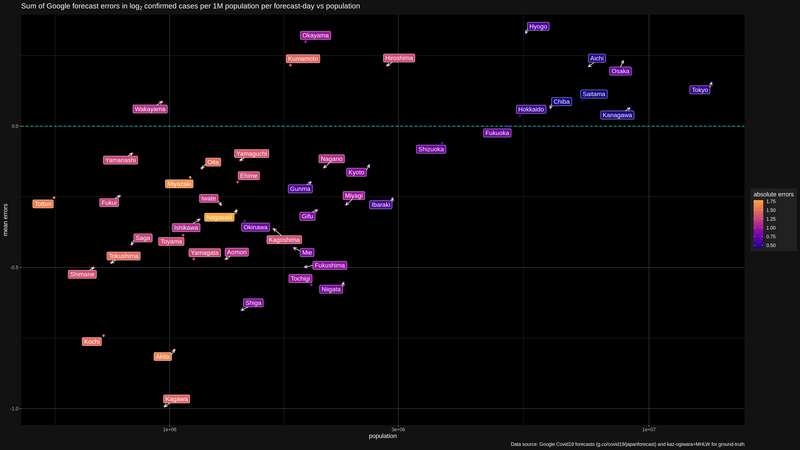 Sum of Google forecast errors in log2 confirmed cases per 1M population per forecast-day vs population
Hyogo
Okayama
Kumamoto
Hiroshima
Aichi
Osaka
Tokyo
Saitama
Chiba
Wakayama
Hokkaido
Kanagawa
0.0
Fukuoka
Shizuoka
Yamaguchi
Yamanashi
Oita
Nagano
Kyoto
Ehime
Miyazaki
Gunma
Miyagi
Iwate
Tottori
Fukui
Ibaraki
Nagasaki
Gifu
Ishikawa
Okinawa
Saga
Toyama
Kagoshima
Tokushima
Yamagata
Aomori
Mie
-0.5
Shimane
Fukushima
Tochigi
Niigata
Shiga
Kochi
Akita
Kagawa
-1.0
mean errors
1e+06
3e+06
1e+07
population
absolute errors
1.75
1.50
1.25
1.00
0.75
0.50
Data source: Google Covid19 forecasts (g.co/covid19/japanforecast) and kaz-ogiwara+MHLW for ground-truth